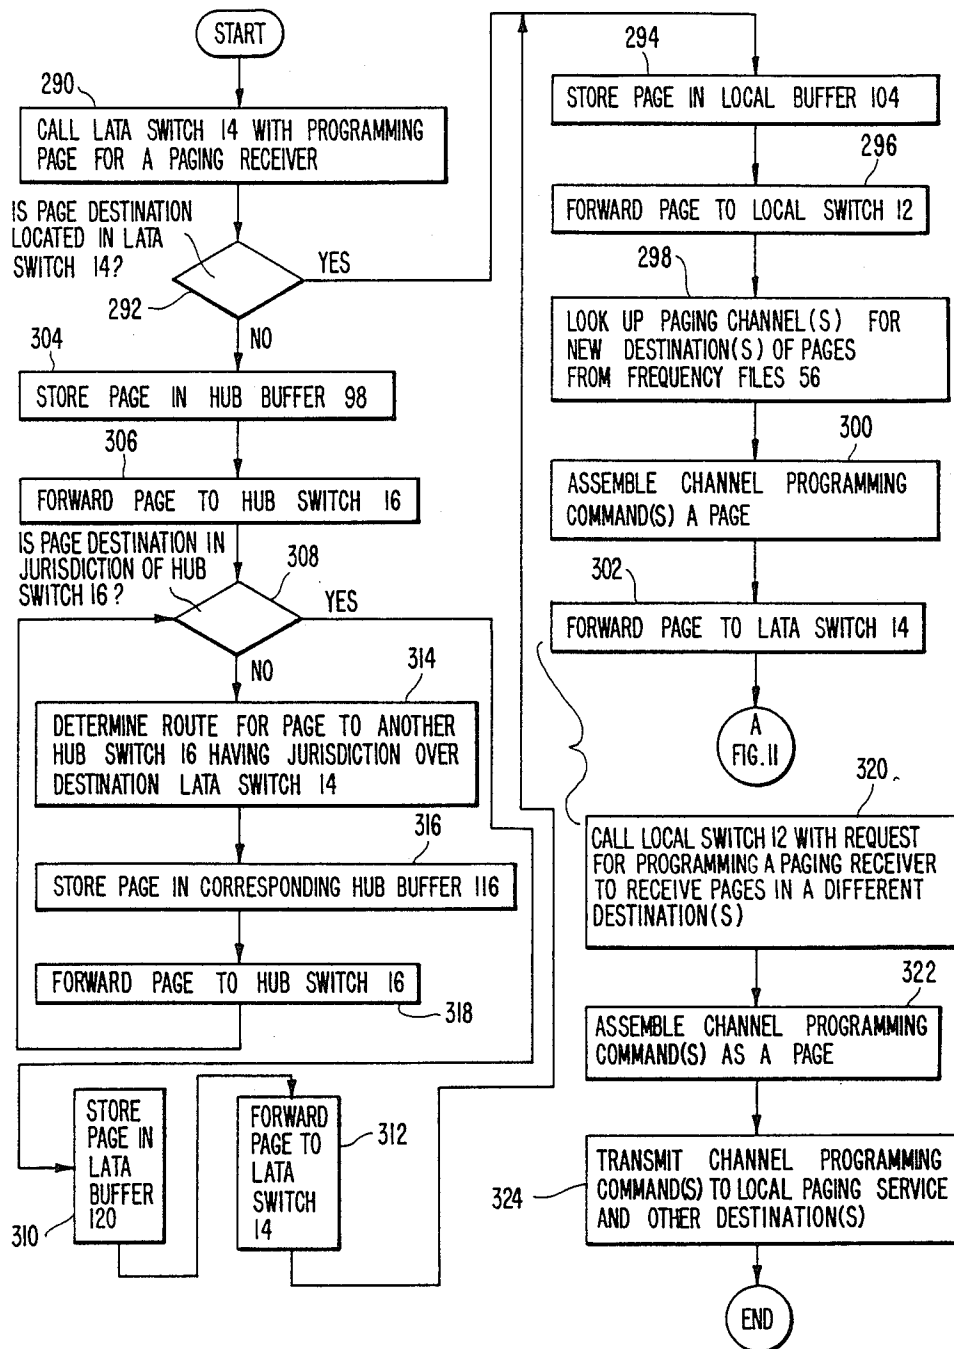 START
290
CALL LATA SWITCH 14 WITH PROGRAMMING
PAGE FOR A PAGING RECEIVER
IS PAGE DESTINATION
LOCATED IN LATA
SWITCH 14?
YES
292
NO
304
STORE PAGE IN HUB BUFFER 98
306
FORWARD PAGE TO HUB SWITCH 16
IS PAGE DESTINATION IN
JURISDICTION OF HUB
SWITCH 16?
308
YES
NO
314
DETERMINE ROUTE FOR PAGE TO ANOTHER
HUB SWITCH 16 HAVING JURISDICTION OVER
DESTINATION LATA SWITCH 14
316
STORE PAGE IN CORRESPONDING HUB BUFFER 116
FORWARD PAGE TO HUB SWITCH 16
318
STORE
PAGE IN
LATA
BUFFER
120
310
FORWARD
PAGE TO
LATA
SWITCH
14
312
294
STORE PAGE IN LOCAL BUFFER 104
296
FORWARD PAGE TO LOCAL SWITCH 12
298
LOOK UP PAGING CHANNEL(S) FOR
NEW DESTINATION(S) OF PAGES
FROM FREQUENCY FILES 56
300
ASSEMBLE CHANNEL PROGRAMMING
COMMAND(S) A PAGE
302
FORWARD PAGE TO LATA SWITCH 14
A
FIG. 11
320
CALL LOCAL SWITCH 12 WITH REQUEST
FOR PROGRAMMING A PAGING RECEIVER
TO RECEIVE PAGES IN A DIFFERENT
DESTINATION(S)
322
ASSEMBLE CHANNEL PROGRAMMING
COMMAND(S) AS A PAGE
324
TRANSMIT CHANNEL PROGRAMMING
COMMAND(S) TO LOCAL PAGING SERVICE
AND OTHER DESTINATION(S)
END